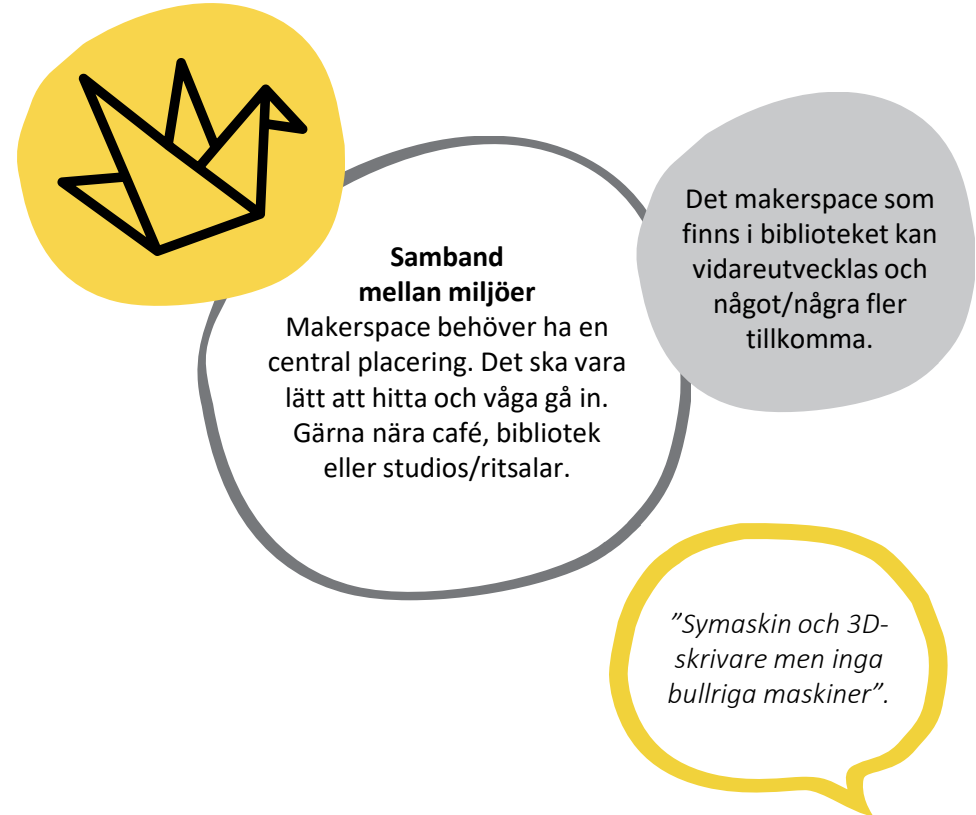 Samband
mellan miljöer
Makerspace behöver ha en
central placering. Det ska vara
lätt att hitta och våga gå in.
Gärna nära café, bibliotek
eller studios/ritsalar.
Det makerspace som
finns i biblioteket kan
vidareutvecklas och
något/några fler
tillkomma.
”Symaskin och 3D-
skrivare men inga
bullriga maskiner”.